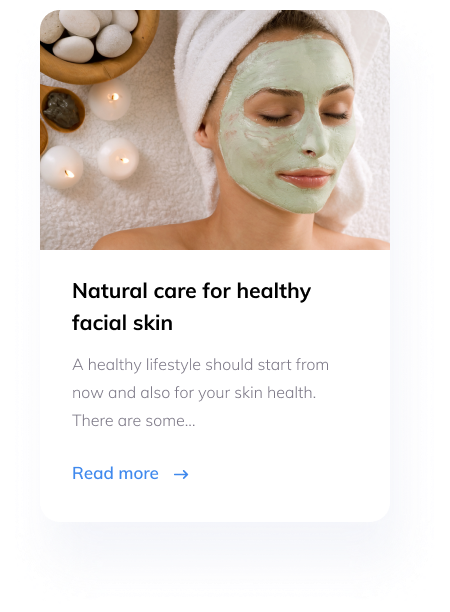 Natural care for healthy
facial skin
A healthy lifestyle should start from
now and also for your skin health.
There are some...
Read more →